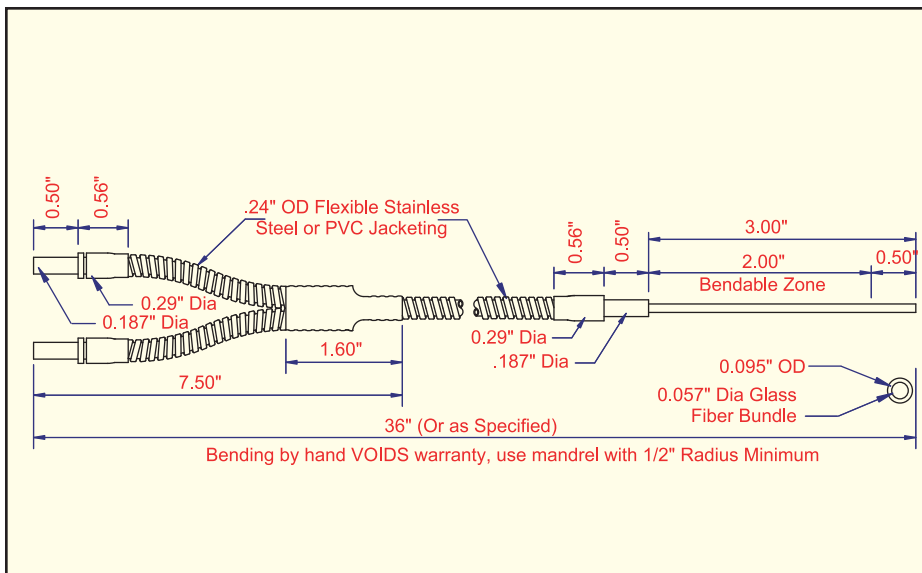 0.50"
0.56"
.24" OD Flexible Stainless
Steel or PVC Jacketing
0.56"
0.50"
3.00"
2.00"
0.50"
Bendable Zone
0.29" Dia
0.187" Dia
0.29" Dia
.187" Dia
1.60"
7.50"
0.095" OD
0.057" Dia Glass
Fiber Bundle
36" (Or as Specified)
Bending by hand VOIDS warranty, use mandrel with 1/2" Radius Minimum